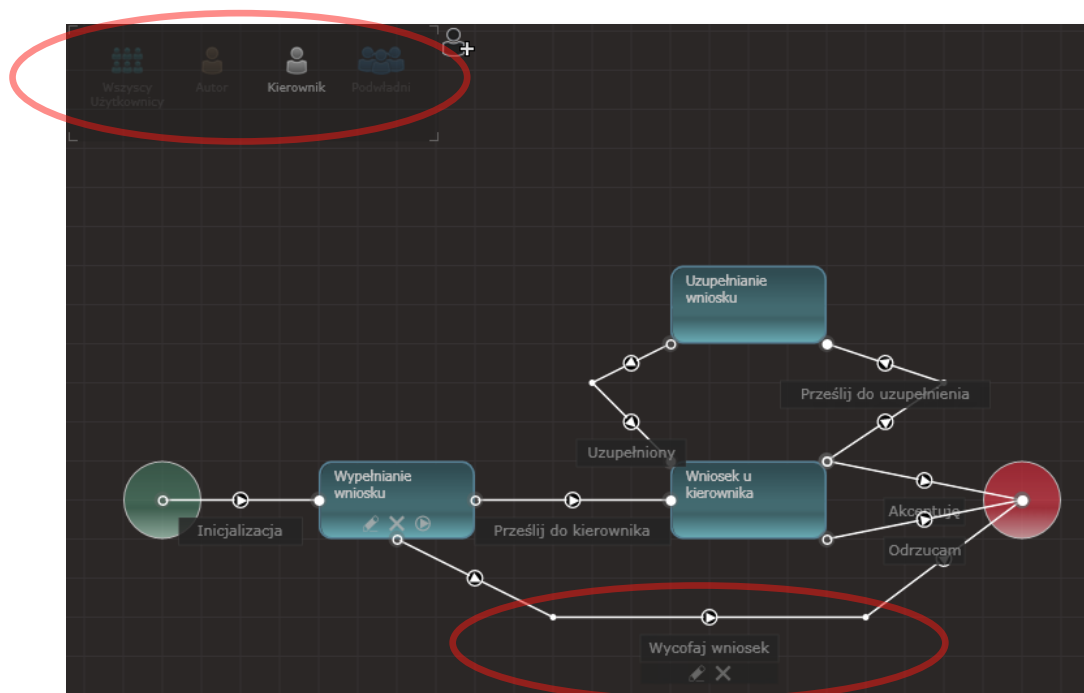 Wszyscy
Użytkownicy
Autor
Kierownik
Podwładni
Uzupełnianie
wniosku
Prześlij do uzupełnienia
Uzupełniony
Wypełnianie
wniosku
Wniosek u
kierownika
Inicjalizacja
Prześlij do kierownika
Akceptuję
Odrzucam
Wycofaj wniosek